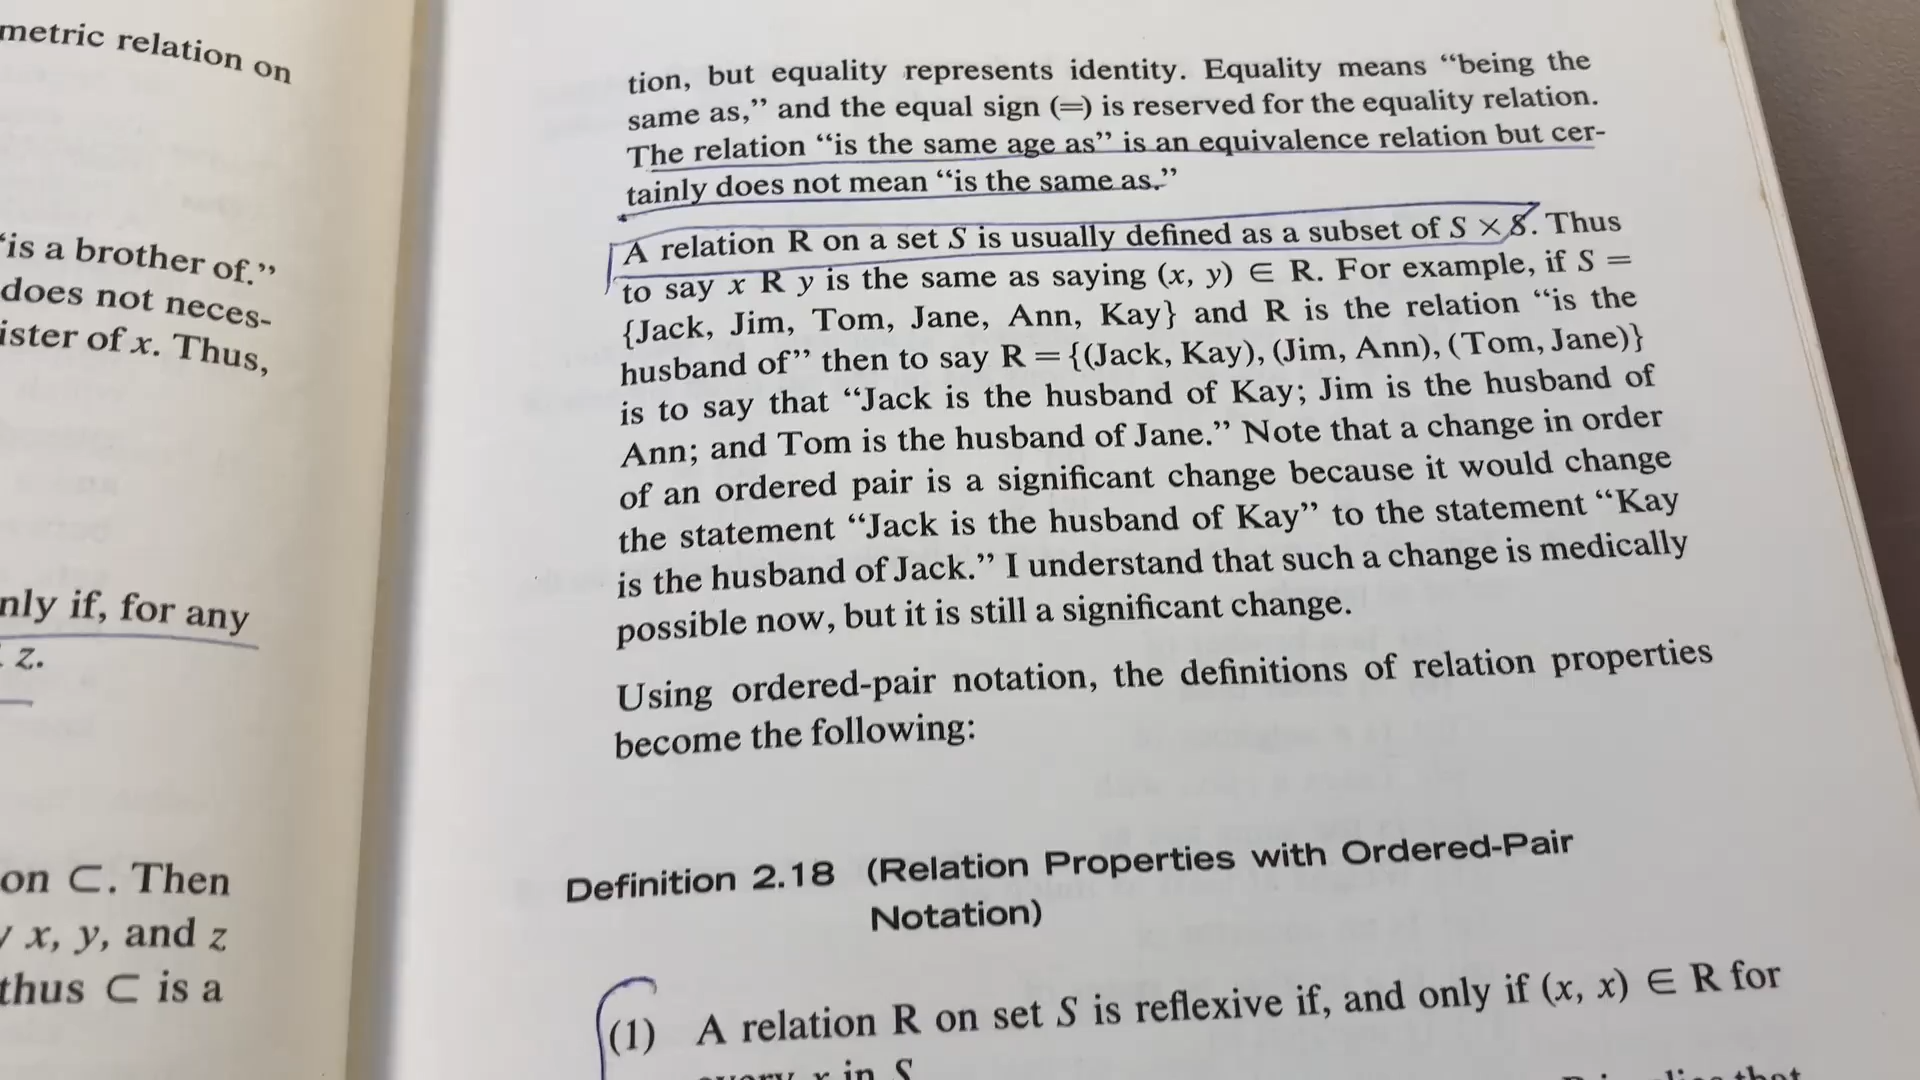 metric relation on
"is a brother of."
does not neces-
ister of x. Thus,
nly if, for any
z.
on ⊂. Then
y x, y, and z
thus ⊂ is a
tion, but equality represents identity. Equality means "being the
same as," and the equal sign (=) is reserved for the equality relation.
The relation "is the same age as" is an equivalence relation but cer-
tainly does not mean "is the same as."
A relation R on a set S is usually defined as a subset of S × S. Thus
to say x R y is the same as saying (x, y) ∈ R. For example, if S =
{Jack, Jim, Tom, Jane, Ann, Kay} and R is the relation "is the
husband of" then to say R = {(Jack, Kay), (Jim, Ann), (Tom, Jane)}
is to say that "Jack is the husband of Kay; Jim is the husband of
Ann; and Tom is the husband of Jane." Note that a change in order
of an ordered pair is a significant change because it would change
the statement "Jack is the husband of Kay" to the statement "Kay
is the husband of Jack." I understand that such a change is medically
possible now, but it is still a significant change.
Using ordered-pair notation, the definitions of relation properties
become the following:
Definition 2.18 (Relation Properties with Ordered-Pair
Notation)
(1) A relation R on set S is reflexive if, and only if (x, x) ∈ R for
every x in S
that